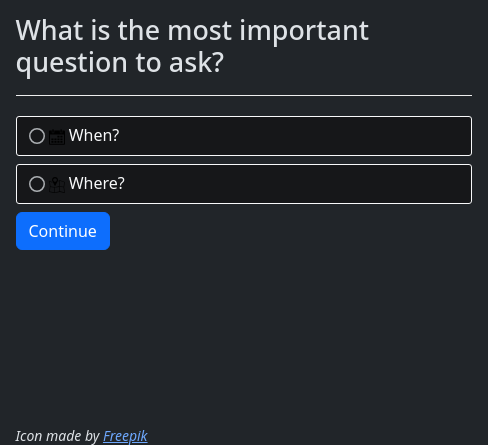 What is the most important
question to ask?
When?
Where?
Continue
Icon made by Freepik